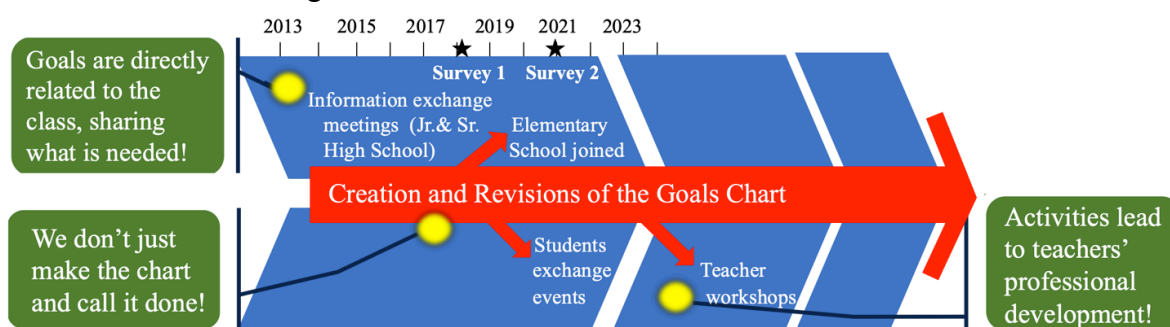 2013 2015 2017 2019 2021 2023
Survey 1 Survey 2
Goals are directly
related to the
class, sharing
what is needed!
Information exchange
meetings (Jr.& Sr.
High School)
Elementary
School joined
Creation and Revisions of the Goals Chart
We don’t just
make the chart
and call it done!
Students
exchange
events
Teacher
workshops
Activities lead
to teachers’
professional
development!